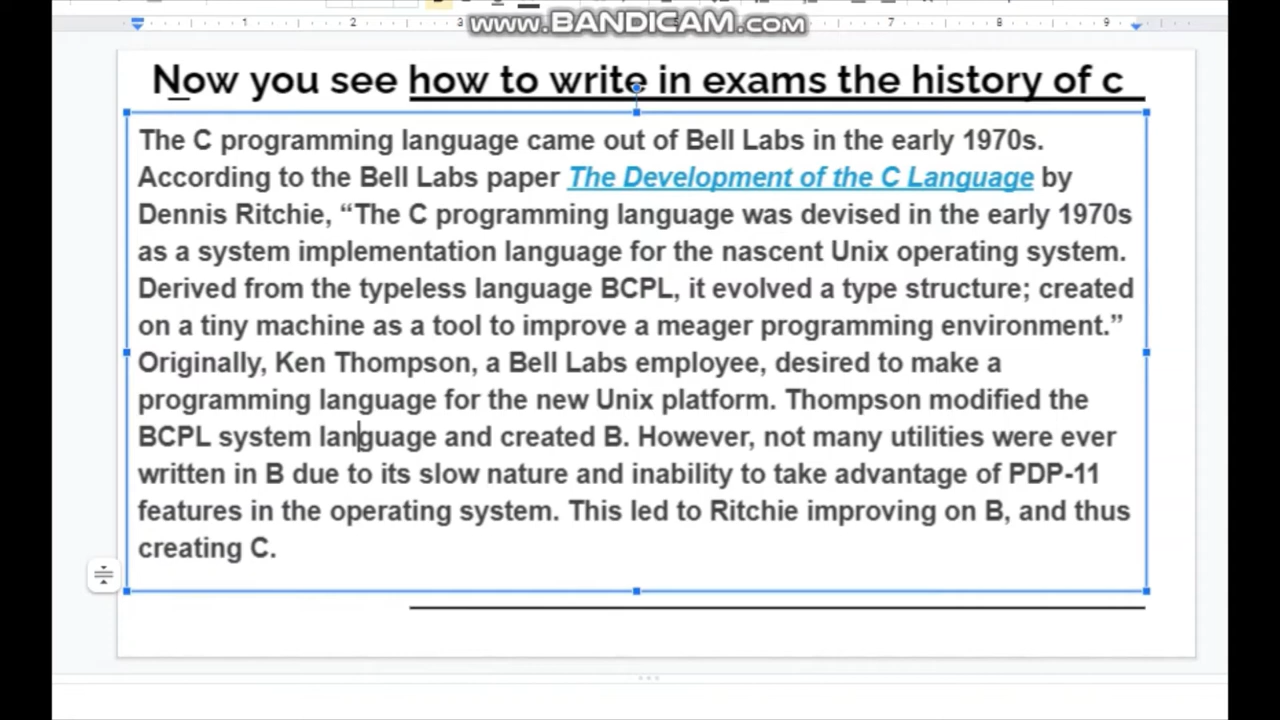 1 2 3 7 8 9
www.BANDICAM.com
Now you see how to write in exams the history of c
The C programming language came out of Bell Labs in the early 1970s.
According to the Bell Labs paper The Development of the C Language by
Dennis Ritchie, “The C programming language was devised in the early 1970s
as a system implementation language for the nascent Unix operating system.
Derived from the typeless language BCPL, it evolved a type structure; created
on a tiny machine as a tool to improve a meager programming environment.”
Originally, Ken Thompson, a Bell Labs employee, desired to make a
programming language for the new Unix platform. Thompson modified the
BCPL system language and created B. However, not many utilities were ever
written in B due to its slow nature and inability to take advantage of PDP-11
features in the operating system. This led to Ritchie improving on B, and thus
creating C.